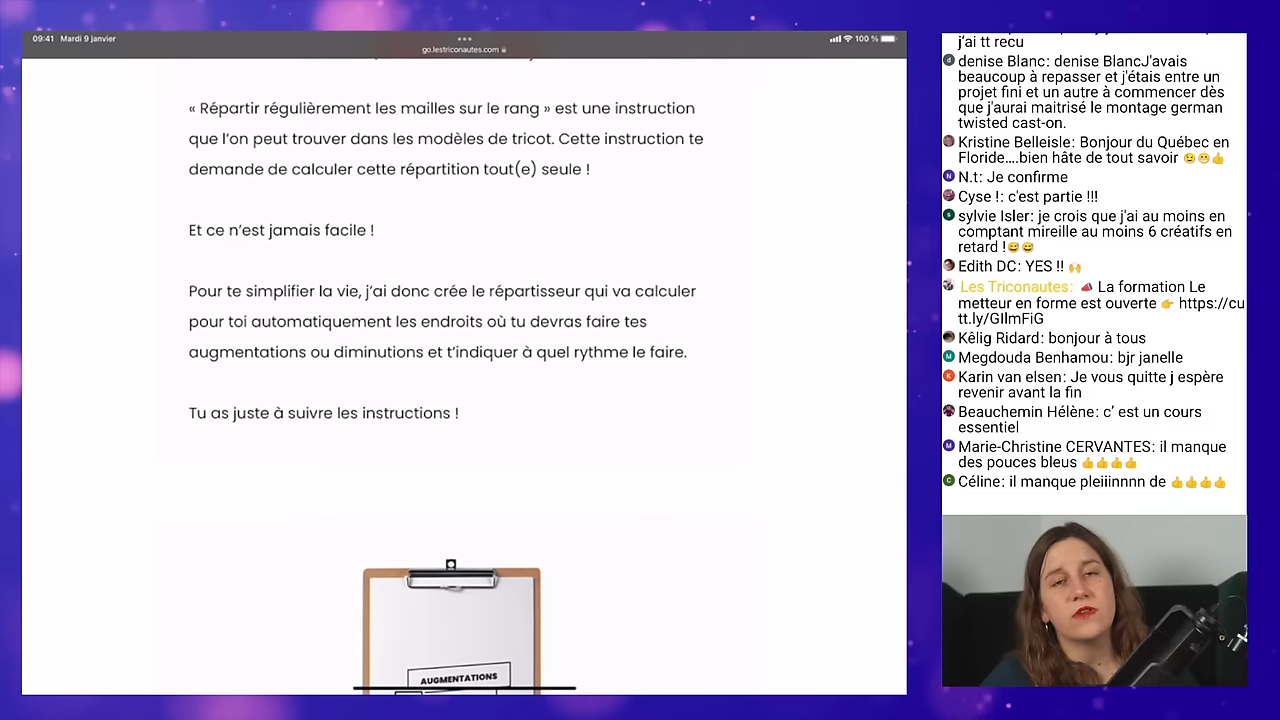 09:41 Mardi 9 janvier
100 %
go.lestriconautes.com
« Répartir régulièrement les mailles sur le rang » est une instruction
que l’on peut trouver dans les modèles de tricot. Cette instruction te
demande de calculer cette répartition tout(e) seule !
Et ce n’est jamais facile !
Pour te simplifier la vie, j’ai donc crée le répartisseur qui va calculer
pour toi automatiquement les endroits où tu devras faire tes
augmentations ou diminutions et t’indiquer à quel rythme le faire.
Tu as juste à suivre les instructions !
AUGMENTATIONS
j'ai tt recu
denise Blanc: denise BlancJ'avais
beaucoup à repasser et j'étais entre un
projet fini et un autre à commencer dès
que j'aurai maitrisé le montage german
twisted cast-on.
Kristine Belleisle: Bonjour du Québec en
Floride....bien hâte de tout savoir 😉😁👍
N.t: Je confirme
Cyse !: c'est partie !!!
sylvie Isler: je crois que j'ai au moins en
comptant mireille au moins 6 créatifs en
retard !😅😅
Edith DC: YES !! 🙌
Les Triconautes: 📣 La formation Le
metteur en forme est ouverte 👉 https://cu
tt.ly/GIlmFiG
Kêlig Ridard: bonjour à tous
Megdouda Benhamou: bjr janelle
Karin van elsen: Je vous quitte j espère
revenir avant la fin
Beauchemin Hélène: c’ est un cours
essentiel
Marie-Christine CERVANTES: il manque
des pouces bleus 👍👍👍👍
Céline: il manque pleiiinnnn de 👍👍👍👍